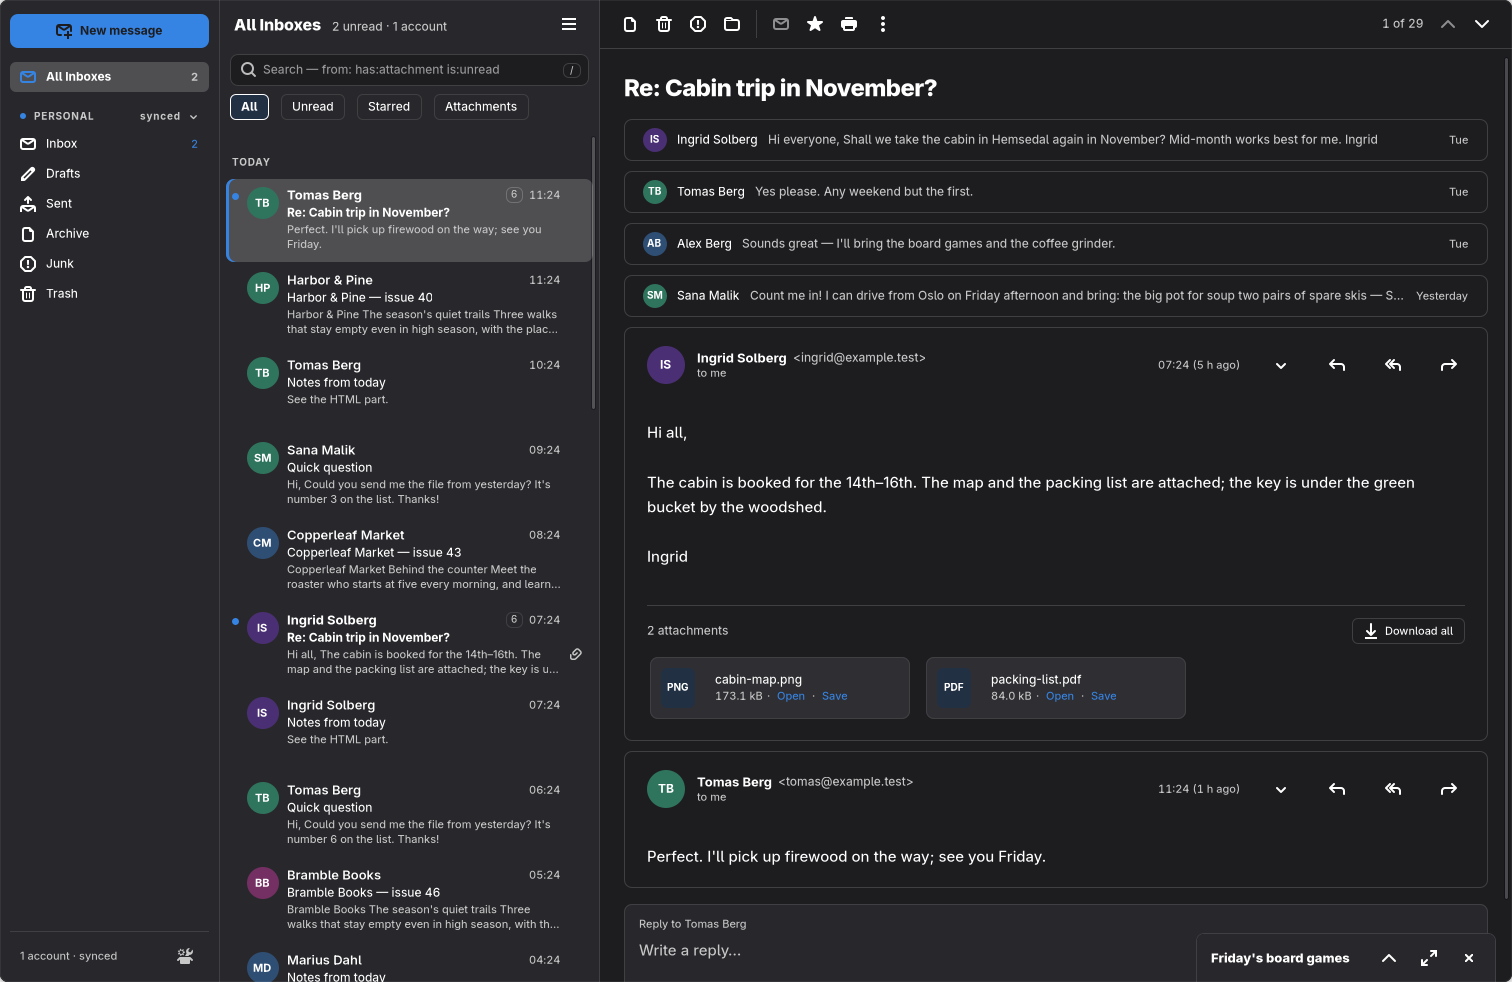 New message
All Inboxes 2
PERSONAL synced
Inbox 2
Drafts
Sent
Archive
Junk
Trash
1 account · synced
All Inboxes 2 unread · 1 account
Search — from: has:attachment is:unread /
All Unread Starred Attachments
TODAY
TB Tomas Berg 6 11:24
Re: Cabin trip in November?
Perfect. I'll pick up firewood on the way; see you
Friday.
HP Harbor & Pine 11:24
Harbor & Pine — issue 40
Harbor & Pine The season's quiet trails Three walks
that stay empty even in high season, with the plac...
TB Tomas Berg 10:24
Notes from today
See the HTML part.
SM Sana Malik 09:24
Quick question
Hi, Could you send me the file from yesterday? It's
number 3 on the list. Thanks!
CM Copperleaf Market 08:24
Copperleaf Market — issue 43
Copperleaf Market Behind the counter Meet the
roaster who starts at five every morning, and learn...
IS Ingrid Solberg 6 07:24
Re: Cabin trip in November?
Hi all, The cabin is booked for the 14th–16th. The
map and the packing list are attached; the key is u...
IS Ingrid Solberg 07:24
Notes from today
See the HTML part.
TB Tomas Berg 06:24
Quick question
Hi, Could you send me the file from yesterday? It's
number 6 on the list. Thanks!
BB Bramble Books 05:24
Bramble Books — issue 46
Bramble Books The season's quiet trails Three
walks that stay empty even in high season, with th...
MD Marius Dahl 04:24
Notes from today
1 of 29
Re: Cabin trip in November?
IS Ingrid Solberg Hi everyone, Shall we take the cabin in Hemsedal again in November? Mid-month works best for me. Ingrid Tue
TB Tomas Berg Yes please. Any weekend but the first. Tue
AB Alex Berg Sounds great — I'll bring the board games and the coffee grinder. Tue
SM Sana Malik Count me in! I can drive from Oslo on Friday afternoon and bring: the big pot for soup two pairs of spare skis — S... Yesterday
IS Ingrid Solberg <ingrid@example.test> 07:24 (5 h ago)
to me
Hi all,
The cabin is booked for the 14th–16th. The map and the packing list are attached; the key is under the green
bucket by the woodshed.
Ingrid
2 attachments Download all
PNG cabin-map.png
173.1 kB · Open · Save
PDF packing-list.pdf
84.0 kB · Open · Save
TB Tomas Berg <tomas@example.test> 11:24 (1 h ago)
to me
Perfect. I'll pick up firewood on the way; see you Friday.
Reply to Tomas Berg
Write a reply...
Friday's board games